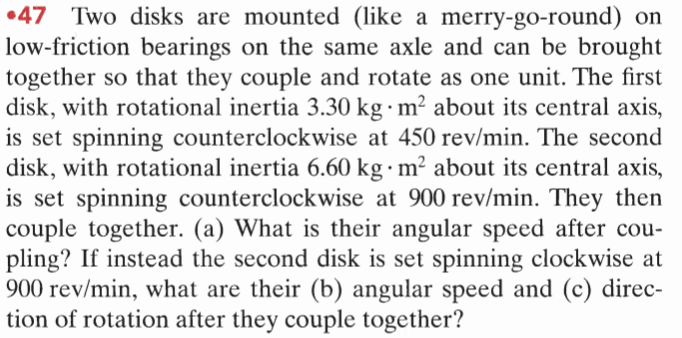 •47 Two disks are mounted (like a merry-go-round) on
low-friction bearings on the same axle and can be brought
together so that they couple and rotate as one unit. The first
disk, with rotational inertia 3.30 kg · m² about its central axis,
is set spinning counterclockwise at 450 rev/min. The second
disk, with rotational inertia 6.60 kg · m² about its central axis,
is set spinning counterclockwise at 900 rev/min. They then
couple together. (a) What is their angular speed after cou-
pling? If instead the second disk is set spinning clockwise at
900 rev/min, what are their (b) angular speed and (c) direc-
tion of rotation after they couple together?